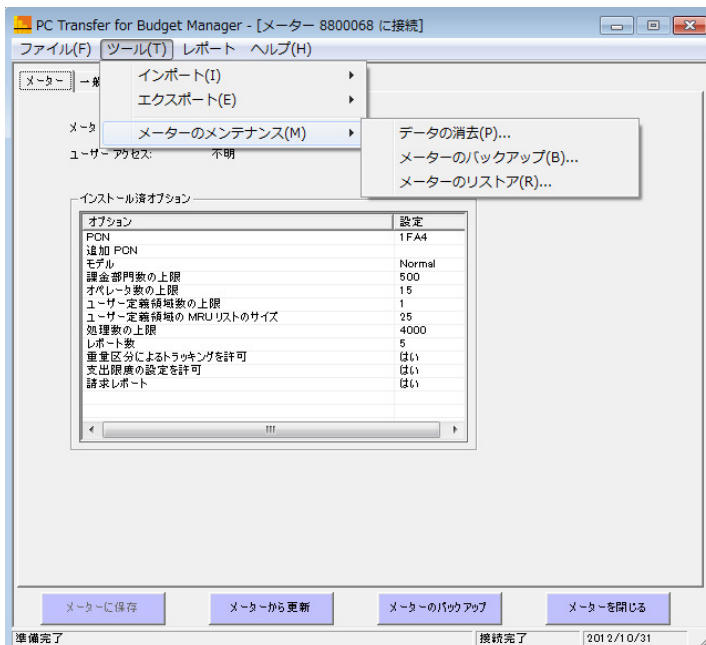 PC Transfer for Budget Manager - [メーター 8800068 に接続]
ファイル(F) ツール(T) レポート ヘルプ(H)
メーター 一般
インポート(I)
エクスポート(E)
メーターのメンテナンス(M)
データの消去(P)...
メーターのバックアップ(B)...
メーターのリストア(R)...
メータ
ユーザー アクセス: 不明
インストール済オプション
オプション 設定
PCN 1FA4
追加 PCN
モデル Normal
課金部門数の上限 500
オペレータ数の上限 15
ユーザー定義領域数の上限 1
ユーザー定義領域の MRU リストのサイズ 25
処理数の上限 4000
レポート数 5
重量区分によるトラッキングを許可 はい
支出限度の設定を許可 はい
請求レポート はい
メーターに保存 メーターから更新 メーターのバックアップ メーターを閉じる
準備完了 接続完了 2012/10/31